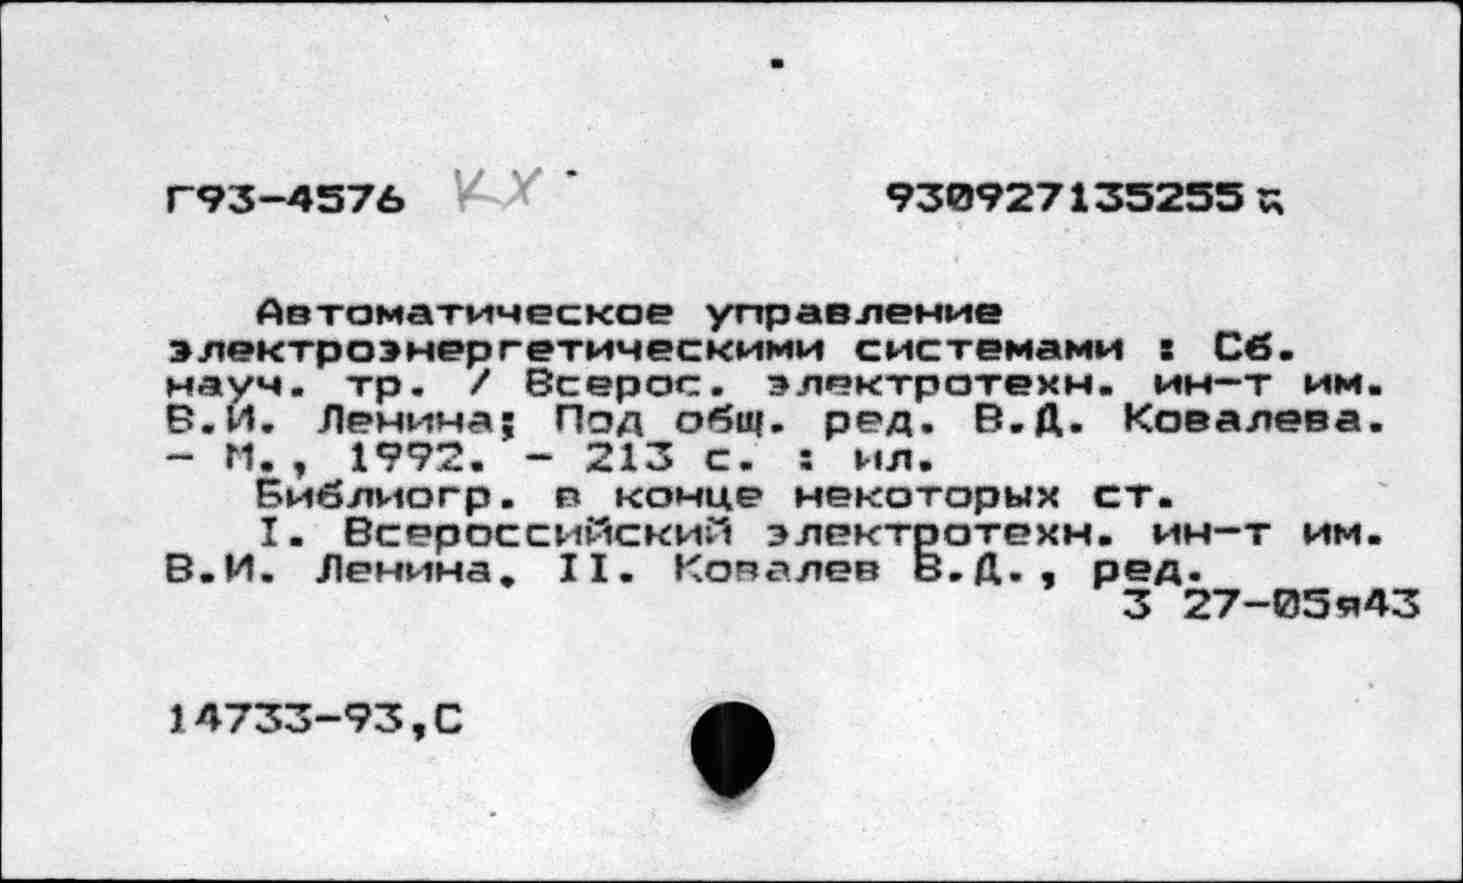 Г93-4576 КХ 930927135255
Автоматическое управление
электроэнергетическими системами : Сб.
науч. тр. / Всерос. электротехн. ин-т им.
В.И. Ленина; Под общ. ред. В.Д. Ковалева.
- М., 1992. - 213 с. : ил.
Библиогр. в конце некоторых ст.
I. Всероссийский электротехн. ин-т им.
В.И. Ленина. II. Ковалев В.Д., ред.
З 27-05я43
14733-93,С